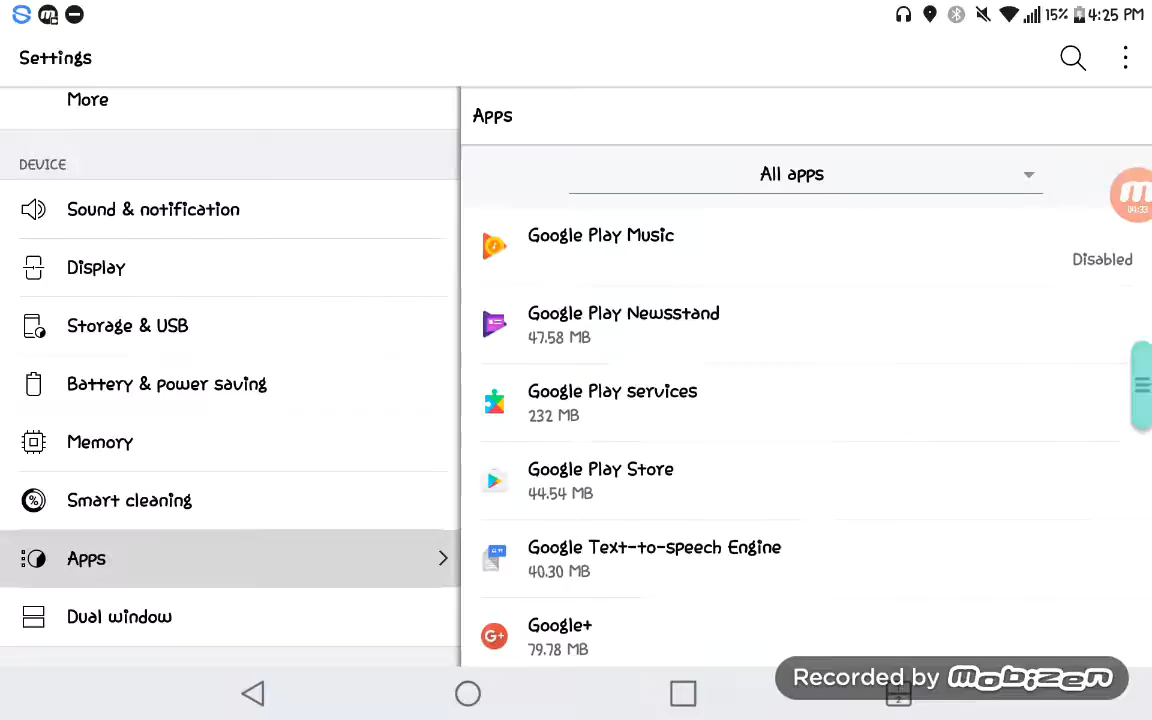 15% 4:25 PM
Settings
More
DEVICE
Sound & notification
Display
Storage & USB
Battery & power saving
Memory
Smart cleaning
Apps
Dual window
Apps
All apps
04:33
Google Play Music
Disabled
Google Play Newsstand
47.58 MB
Google Play services
232 MB
Google Play Store
44.54 MB
Google Text-to-speech Engine
40.30 MB
G+ Google+
79.78 MB
Recorded by mobizen